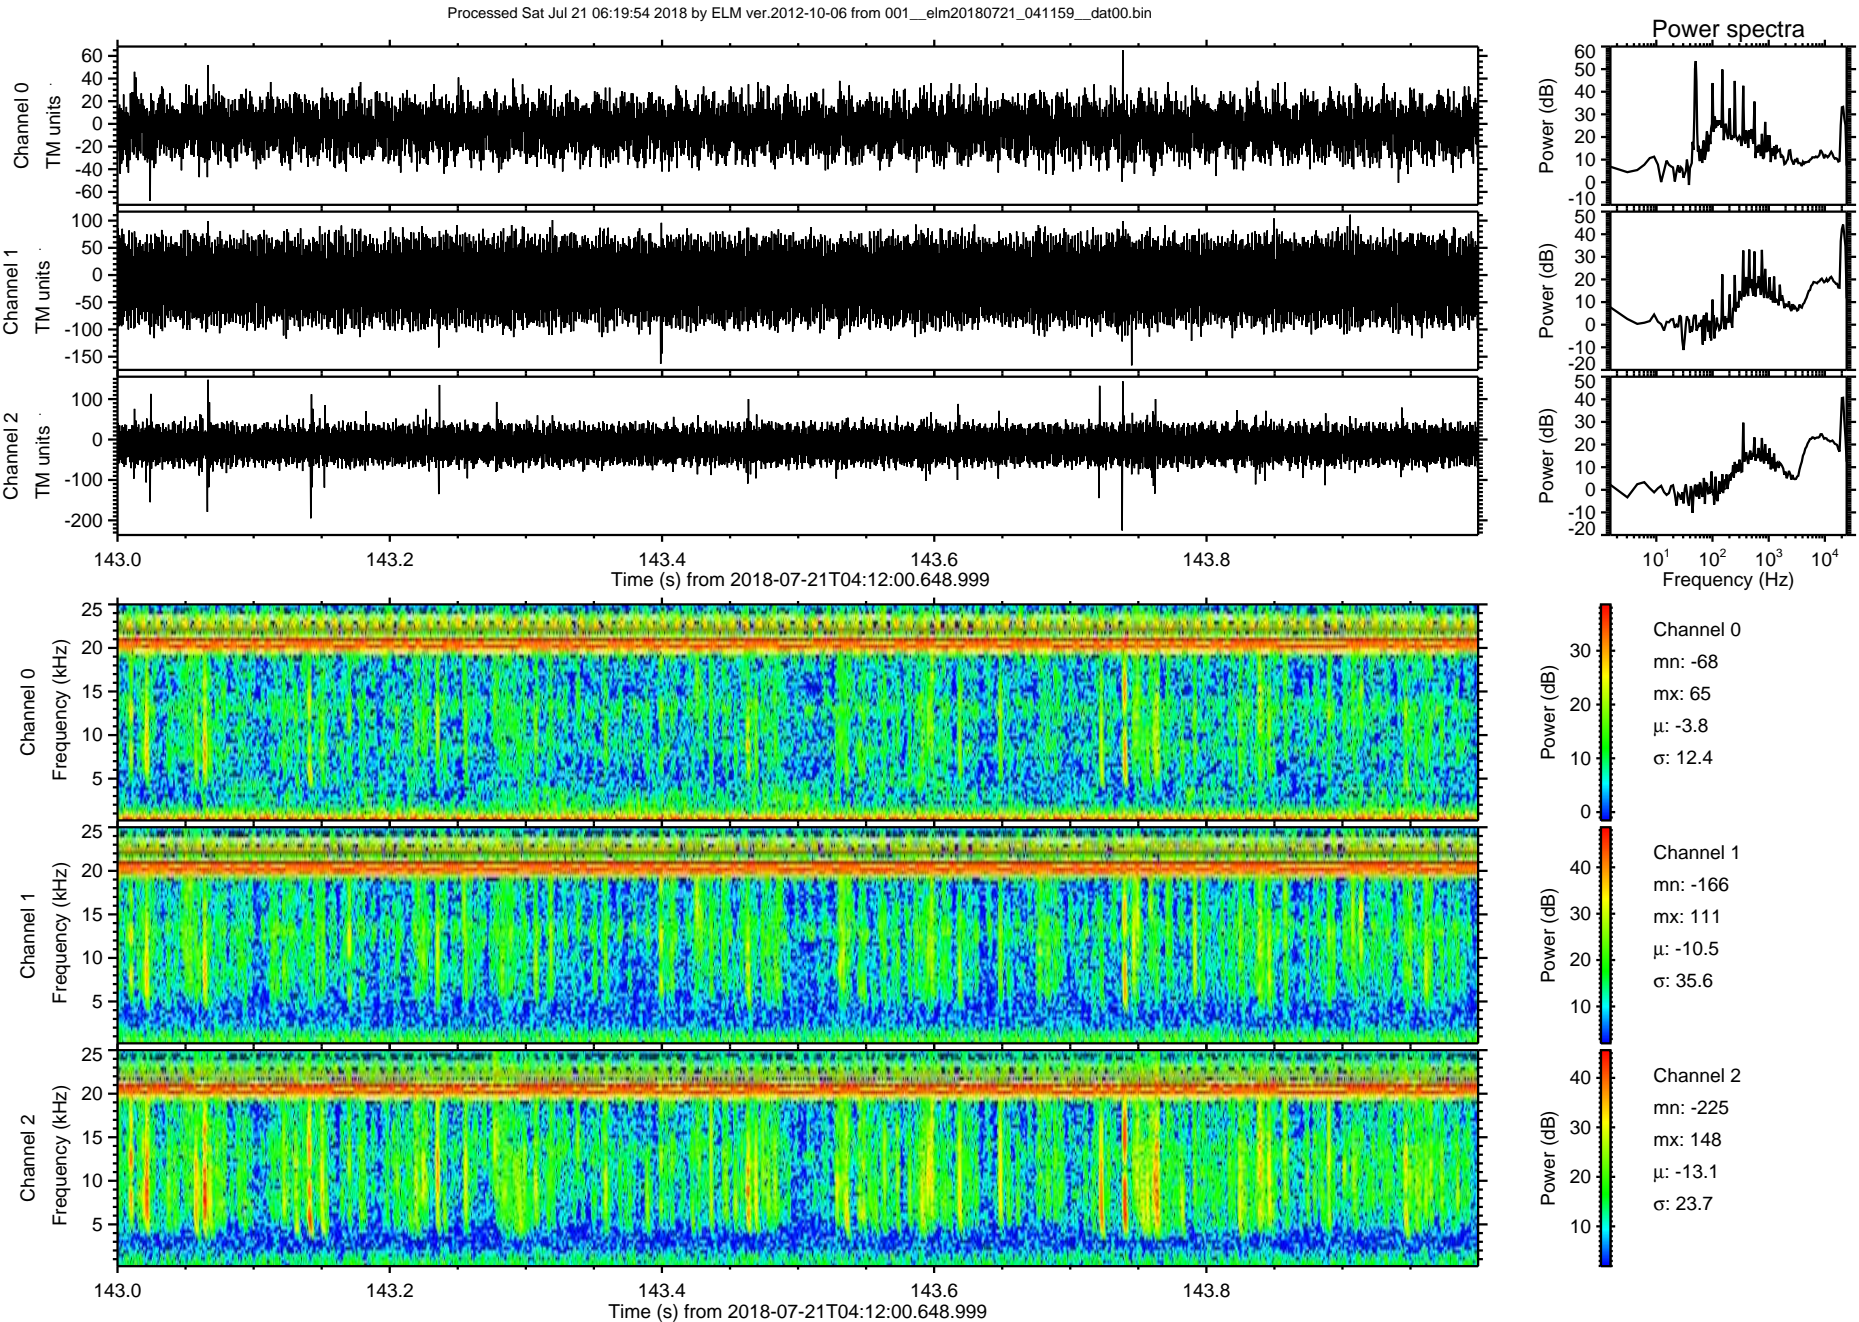 Processed Sat Jul 21 06:19:54 2018 by ELM ver.2012-10-06 from 001__elm20180721_041159__dat00.bin
Power spectra
Channel 0
TM units
60
40
20
0
-20
-40
-60
Power (dB)
60
50
40
30
20
10
0
-10
Channel 1
TM units
100
50
0
-50
-100
-150
Power (dB)
50
40
30
20
10
0
-10
-20
Channel 2
TM units
100
0
-100
-200
Power (dB)
50
40
30
20
10
0
-10
-20
143.0 143.2 143.4 143.6 143.8
Time (s) from 2018-07-21T04:12:00.648.999
10¹ 10² 10³ 10⁴
Frequency (Hz)
Channel 0
Frequency (kHz)
25
20
15
10
5
Power (dB)
30
20
10
0
Channel 0
mn: -68
mx: 65
μ: -3.8
σ: 12.4
Channel 1
Frequency (kHz)
25
20
15
10
5
Power (dB)
40
30
20
10
Channel 1
mn: -166
mx: 111
μ: -10.5
σ: 35.6
Channel 2
Frequency (kHz)
25
20
15
10
5
Power (dB)
40
30
20
10
Channel 2
mn: -225
mx: 148
μ: -13.1
σ: 23.7
143.0 143.2 143.4 143.6 143.8
Time (s) from 2018-07-21T04:12:00.648.999